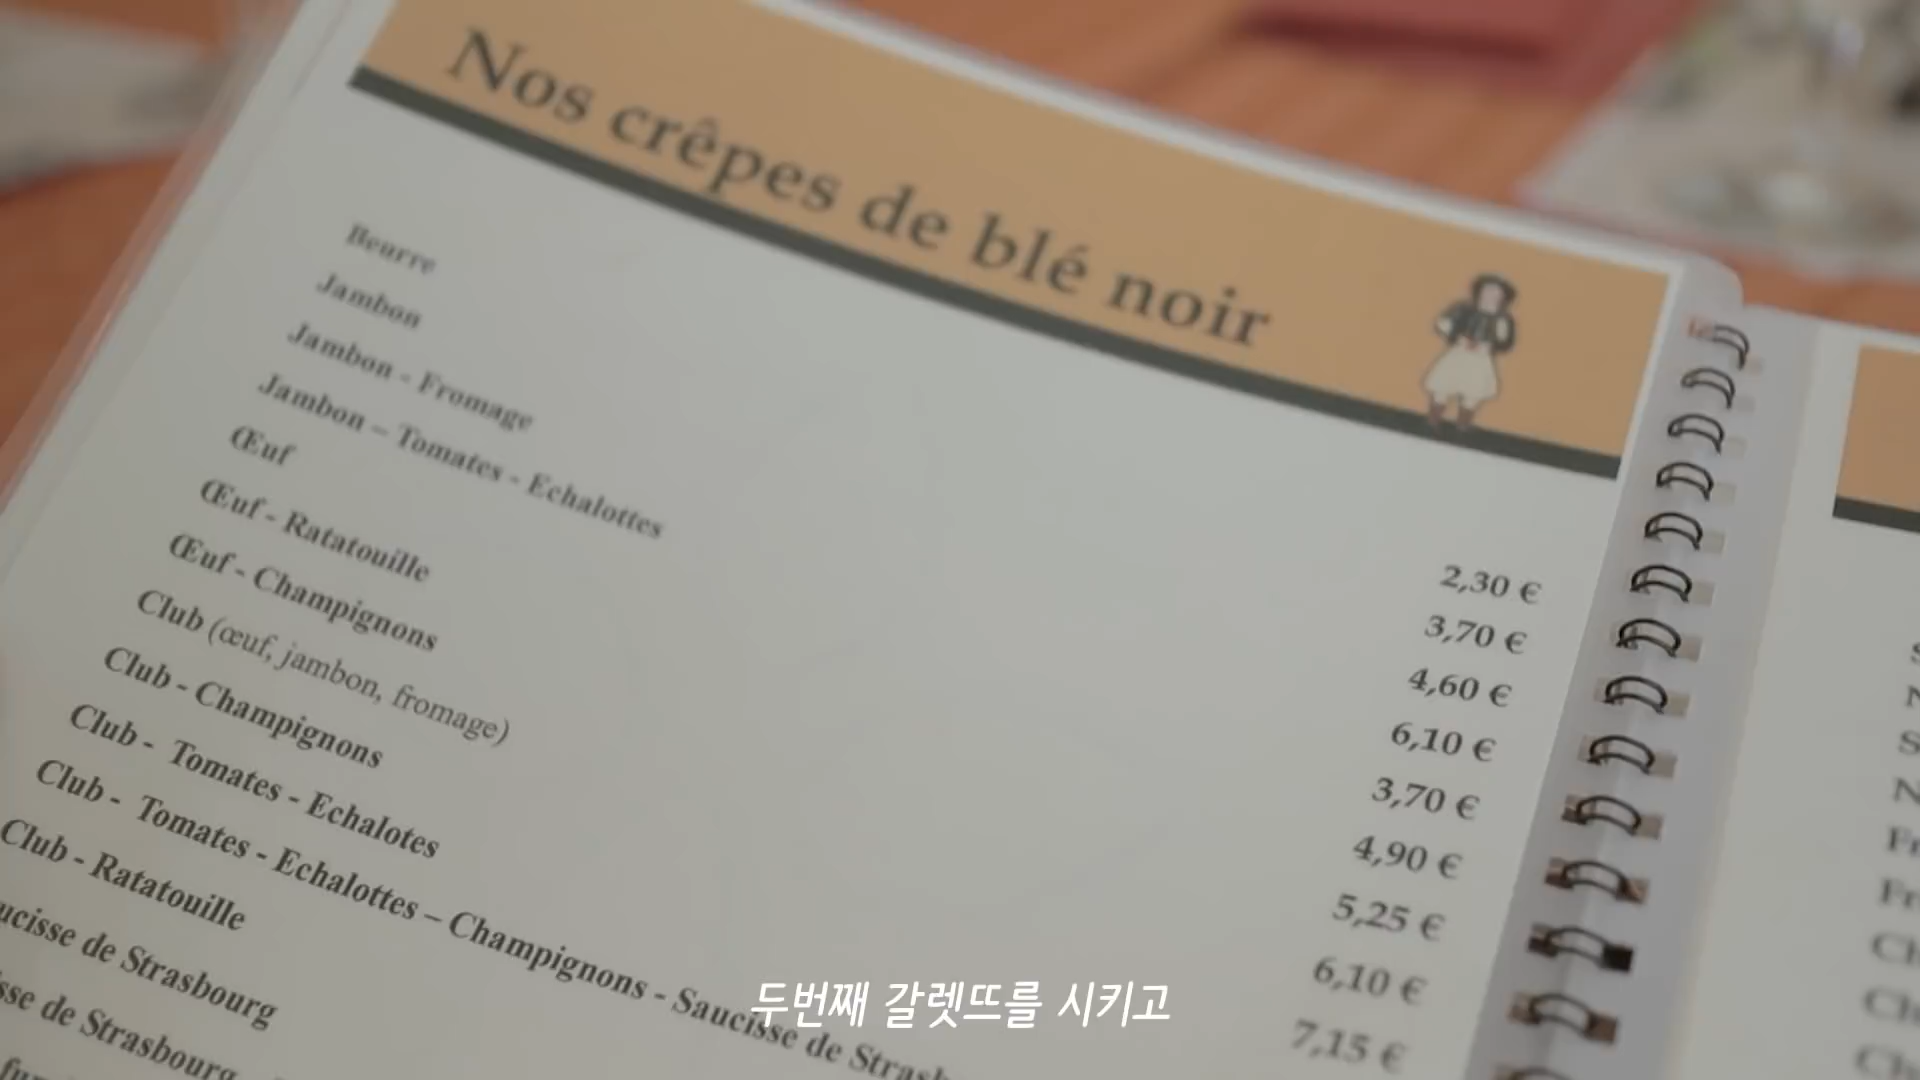 Nos crêpes de blé noir
Beurre
Jambon
Jambon - Fromage
Jambon – Tomates - Echalottes
Œuf
Œuf - Ratatouille
Œuf - Champignons
Club (œuf, jambon, fromage)
Club - Champignons
Club - Tomates - Echalotes
Club - Tomates - Echalottes – Champignons - Saucisse de
Club - Ratatouille
de Strasbourg
de Strasbourg
2,30 €
3,70 €
4,60 €
6,10 €
3,70 €
4,90 €
5,25 €
6,10 €
7,15 €
두번째 갈렛뜨를 시키고